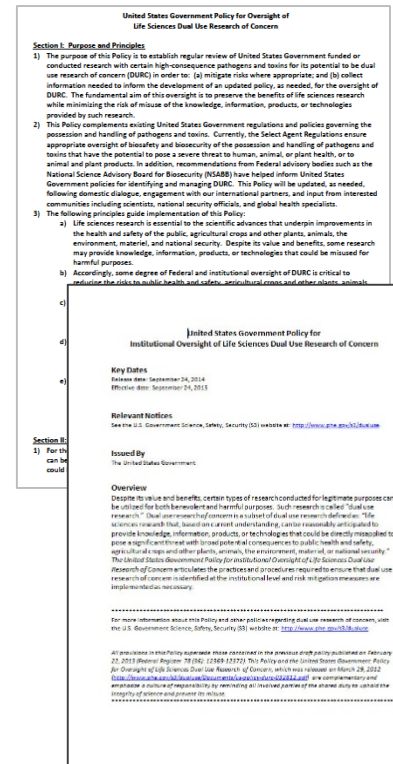 United States Government Policy for Oversight of
Life Sciences Dual Use Research of Concern
Section I: Purpose and Principles
1) The purpose of this Policy is to establish regular review of United States Government funded or
conducted research with certain high-consequence pathogens and toxins for its potential to be dual
use research of concern (DURC) in order to: (a) mitigate risks where appropriate; and (b) collect
information needed to inform the development of an updated policy, as needed, for the oversight of
DURC. The fundamental aim of this oversight is to preserve the benefits of life sciences research
while minimizing the risk of misuse of the knowledge, information, products, or technologies
provided by such research.
2) This Policy complements existing United States Government regulations and policies governing the
possession and handling of pathogens and toxins. Currently, the Select Agent Regulations ensure
appropriate oversight of biosafety and biosecurity of the possession and handling of pathogens and
toxins that have the potential to pose a severe threat to human, animal, or plant health, or to
animal and plant products. In addition, recommendations from Federal advisory bodies such as the
National Science Advisory Board for Biosecurity (NSABB) have helped inform United States
Government policies for identifying and managing DURC. This Policy will be updated, as needed,
following domestic dialogue, engagement with our international partners, and input from interested
communities including scientists, national security officials, and global health specialists.
3) The following principles guide implementation of this Policy:
a) Life sciences research is essential to the scientific advances that underpin improvements in
the health and safety of the public, agricultural crops and other plants, animals, the
environment, materiel, and national security. Despite its value and benefits, some research
may provide knowledge, information, products, or technologies that could be misused for
harmful purposes.
b) Accordingly, some degree of Federal and institutional oversight of DURC is critical to
reducing the risks to public health and safety, agricultural crops and other plants, animals
c)
d)
e)
Section II:
1) For th
can be
could
United States Government Policy for
Institutional Oversight of Life Sciences Dual Use Research of Concern
Key Dates
Release date: September 24, 2014
Effective date: September 24, 2015
Relevant Notices
See the U.S. Government Science, Safety, Security (S3) website at: http://www.phe.gov/s3/dualuse.
Issued By
The United States Government
Overview
Despite its value and benefits, certain types of research conducted for legitimate purposes can
be utilized for both benevolent and harmful purposes. Such research is called "dual use
research." Dual use research of concern is a subset of dual use research defined as: "life
sciences research that, based on current understanding, can be reasonably anticipated to
provide knowledge, information, products, or technologies that could be directly misapplied to
pose a significant threat with broad potential consequences to public health and safety,
agricultural crops and other plants, animals, the environment, materiel, or national security."
The United States Government Policy for Institutional Oversight of Life Sciences Dual Use
Research of Concern articulates the practices and procedures required to ensure that dual use
research of concern is identified at the institutional level and risk mitigation measures are
implemented as necessary.
For more information about this Policy and other policies regarding dual use research of concern, visit
the U.S. Government Science, Safety, Security (S3) website at: http://www.phe.gov/s3/dualuse.
All provisions in this Policy supersede those contained in the previous draft policy published on February
22, 2013 (Federal Register 78 (36): 12369-12372). This Policy and the United States Government Policy
for Oversight of Life Sciences Dual Use Research of Concern, which was released on March 29, 2012
(http://www.phe.gov/s3/dualuse/Documents/us-policy-durc-032812.pdf) are complementary and
emphasize a culture of responsibility by reminding all involved parties of the shared duty to uphold the
integrity of science and prevent its misuse.